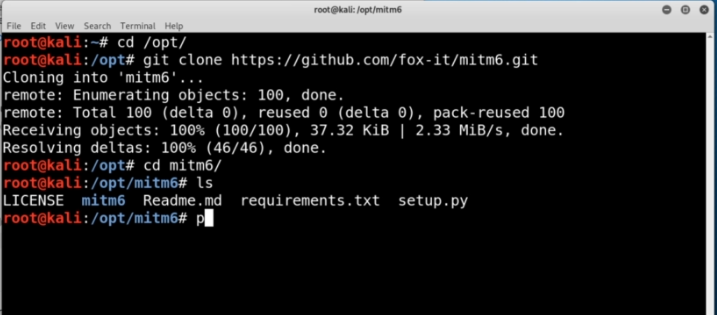 root@kali: /opt/mitm6
File Edit View Search Terminal Help
root@kali:~# cd /opt/
root@kali:/opt# git clone https://github.com/fox-it/mitm6.git
Cloning into 'mitm6'...
remote: Enumerating objects: 100, done.
remote: Total 100 (delta 0), reused 0 (delta 0), pack-reused 100
Receiving objects: 100% (100/100), 37.32 KiB | 2.33 MiB/s, done.
Resolving deltas: 100% (46/46), done.
root@kali:/opt# cd mitm6/
root@kali:/opt/mitm6# ls
LICENSE mitm6 Readme.md requirements.txt setup.py
root@kali:/opt/mitm6# p